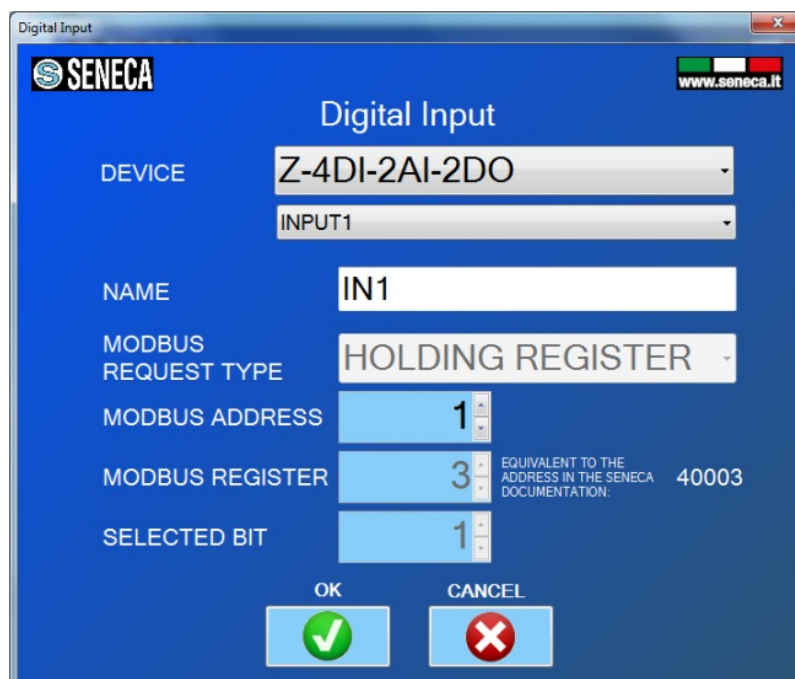 Digital Input
SENECA
www.seneca.it
Digital Input
DEVICE
Z-4DI-2AI-2DO
INPUT1
NAME
IN1
MODBUS
REQUEST TYPE
HOLDING REGISTER
MODBUS ADDRESS
1
MODBUS REGISTER
3
EQUIVALENT TO THE
ADDRESS IN THE SENECA
DOCUMENTATION:
40003
SELECTED BIT
1
OK
CANCEL